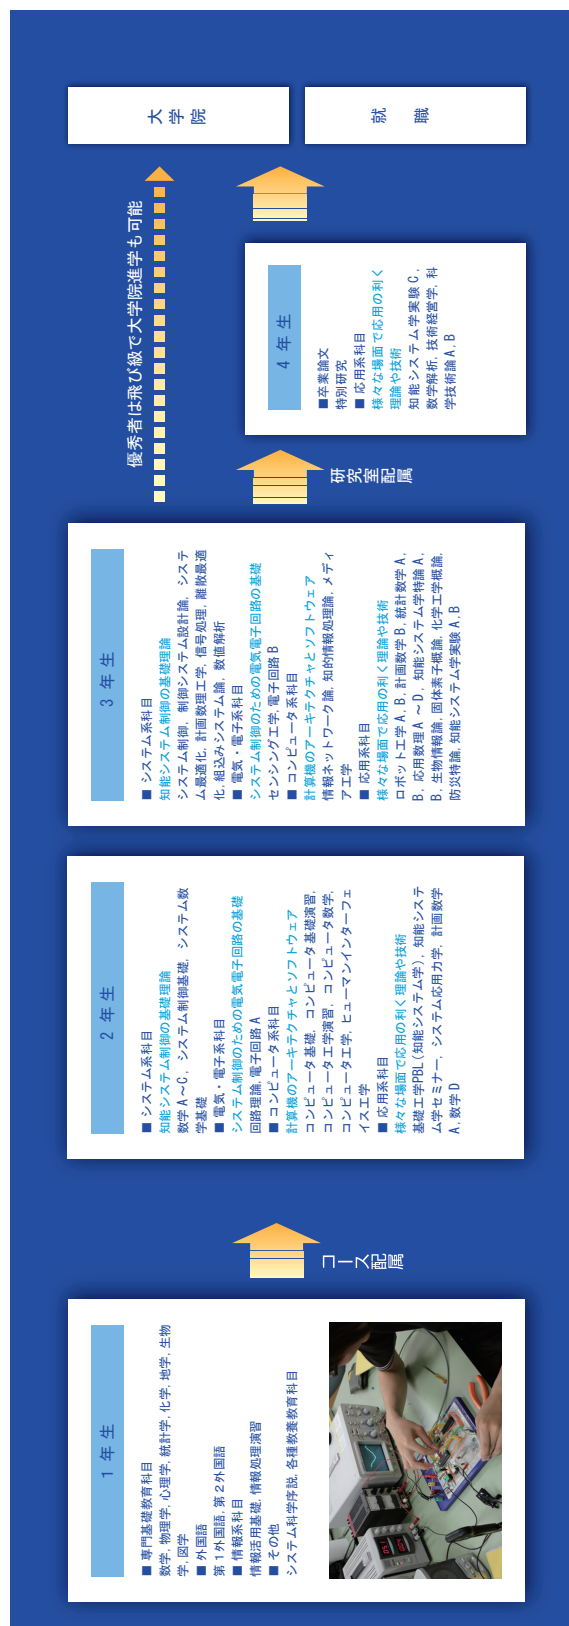 1 年 生
■ 専門基礎教育科目
数学, 物理学, 心理学, 統計学, 化学, 地学, 生物
学, 図学
■ 外国語
第 1 外国語, 第 2 外国語
■ 情報系科目
情報活用基礎, 情報処理演習
■ その他
システム科学序説, 各種教養教育科目
コース配属
2 年 生
■ システム系科目
知能システム制御の基礎理論
数学 A ～ C, システム制御基礎, システム数
学基礎
■ 電気・電子系科目
システム制御のための電気電子回路の基礎
回路理論, 電子回路 A
■ コンピュータ系科目
計算機のアーキテクチャとソフトウェア
コンピュータ基礎, コンピュータ基礎演習,
コンピュータ工学演習, コンピュータ数学,
コンピュータ工学, ヒューマンインターフェ
イス工学
■ 応用系科目
様々な場面で応用の利く理論や技術
基礎工学PBL (知能システム学), 知能システ
ム学セミナー, システム応用力学, 計画数学
A, 数学 D
3 年 生
■ システム系科目
知能システム制御の基礎理論
システム制御, 制御システム設計論, システ
ム最適化, 計画数理工学, 信号処理, 離散最適
化, 組込みシステム論, 数値解析
■ 電気・電子系科目
システム制御のための電気電子回路の基礎
センシング工学, 電子回路 B
■ コンピュータ系科目
計算機のアーキテクチャとソフトウェア
情報ネットワーク論, 知的情報処理論, メディ
ア工学
■ 応用系科目
様々な場面で応用の利く理論や技術
ロボット工学 A, B, 計画数学 B, 統計数学 A,
B, 応用数理 A ～ D, 知能システム学特論 A,
B, 生物情報論, 固体素子概論, 化学工学概論,
防災特論, 知能システム学実験 A, B
優秀者は飛び級で大学院進学も可能
研究室配属
4 年 生
■卒業論文
特別研究
■ 応用系科目
様々な場面で応用の利く
理論や技術
知能システム学実験 C,
数学解析, 技術経営学, 科
学技術論 A, B
大 学 院
就 職